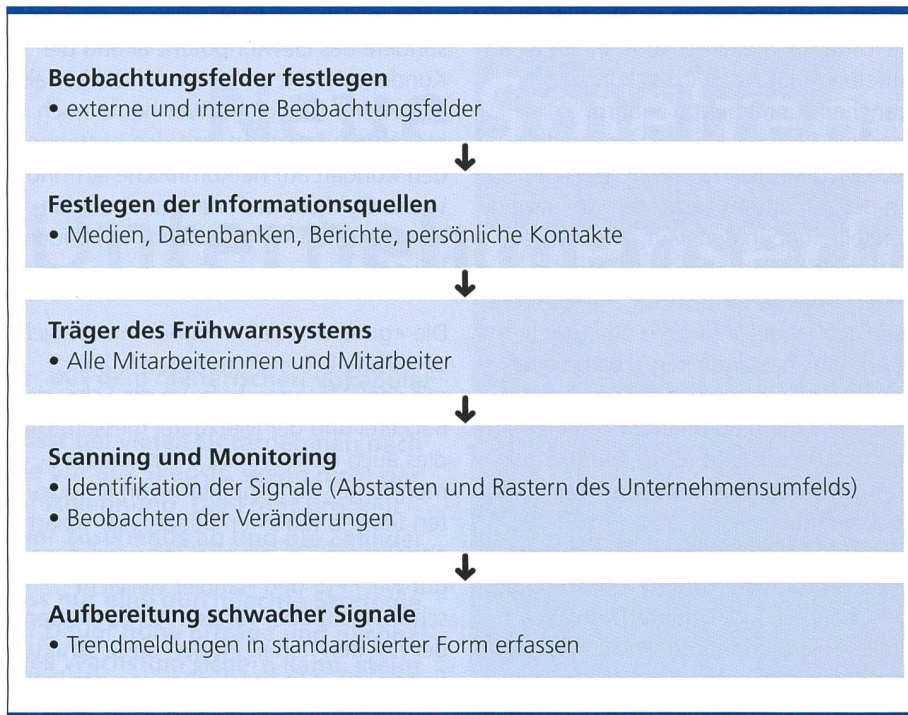 Beobachtungsfelder festlegen
• externe und interne Beobachtungsfelder
Festlegen der Informationsquellen
• Medien, Datenbanken, Berichte, persönliche Kontakte
Träger des Frühwarnsystems
• Alle Mitarbeiterinnen und Mitarbeiter
Scanning und Monitoring
• Identifikation der Signale (Abtasten und Rastern des Unternehmensumfelds)
• Beobachten der Veränderungen
Aufbereitung schwacher Signale
• Trendmeldungen in standardisierter Form erfassen